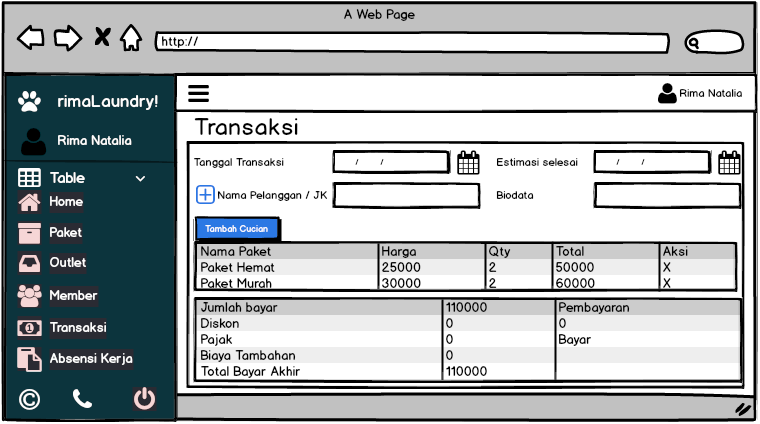 A Web Page
http://
rimaLaundry!
Rima Natalia
Rima Natalia
Table
Home
Paket
Outlet
Member
Transaksi
Absensi Kerja
Transaksi
Tanggal Transaksi / / Estimasi selesai / /
Nama Pelanggan / JK Biodata
Tambah Cucian
Nama Paket Harga Qty Total Aksi
Paket Hemat 25000 2 50000 X
Paket Murah 30000 2 60000 X
Jumlah bayar 110000 Pembayaran
Diskon 0 0
Pajak 0 Bayar
Biaya Tambahan 0
Total Bayar Akhir 110000